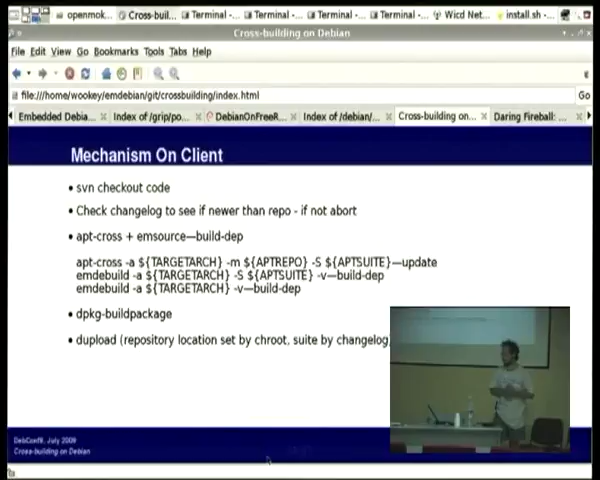 openmok...
Cross-buil...
Terminal -...
Terminal -...
Terminal -...
Terminal -...
Wicd Net...
install.sh -...
Cross-building on Debian
File Edit View Go Bookmarks Tools Tabs Help
file:///home/wookey/emdebian/git/crossbuilding/index.html
Go
Embedded Debia...
Index of /grip/po...
DebianOnFreeR...
Index of /debian/...
Cross-building on...
Daring Fireball: ...
Mechanism On Client
• svn checkout code
• Check changelog to see if newer than repo - if not abort
• apt-cross + emsource—build-dep
apt-cross -a ${TARGETARCH} -m ${APTREPO} -S ${APTSUITE}—update
emdebuild -a ${TARGETARCH} -S ${APTSUITE} -v—build-dep
emdebuild -a ${TARGETARCH} -v—build-dep
• dpkg-buildpackage
• dupload (repository location set by chroot, suite by changelog)
DebConf9, July 2009
Cross-building on Debian